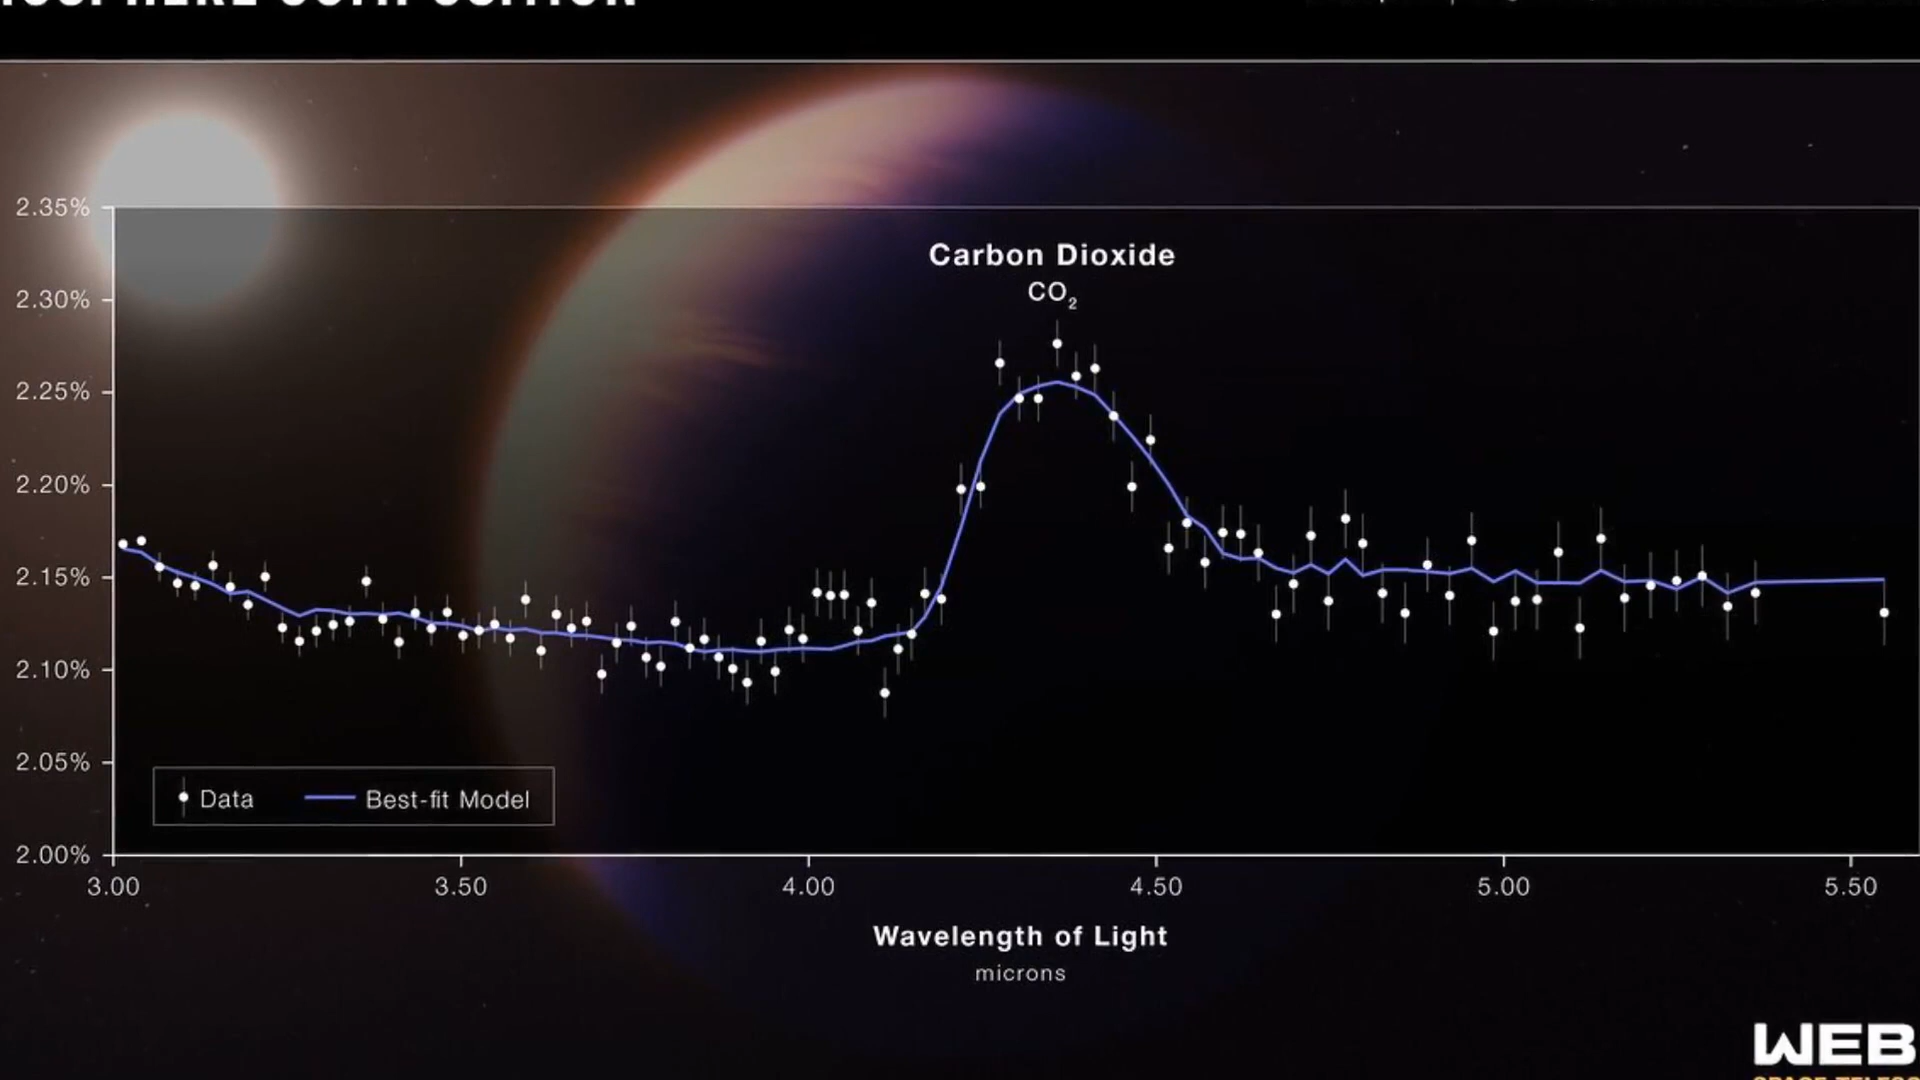 2.35%
Carbon Dioxide
CO₂
2.30%
2.25%
2.20%
2.15%
2.10%
2.05%
Data Best-fit Model
2.00%
3.00 3.50 4.00 4.50 5.00 5.50
Wavelength of Light
microns
WEB